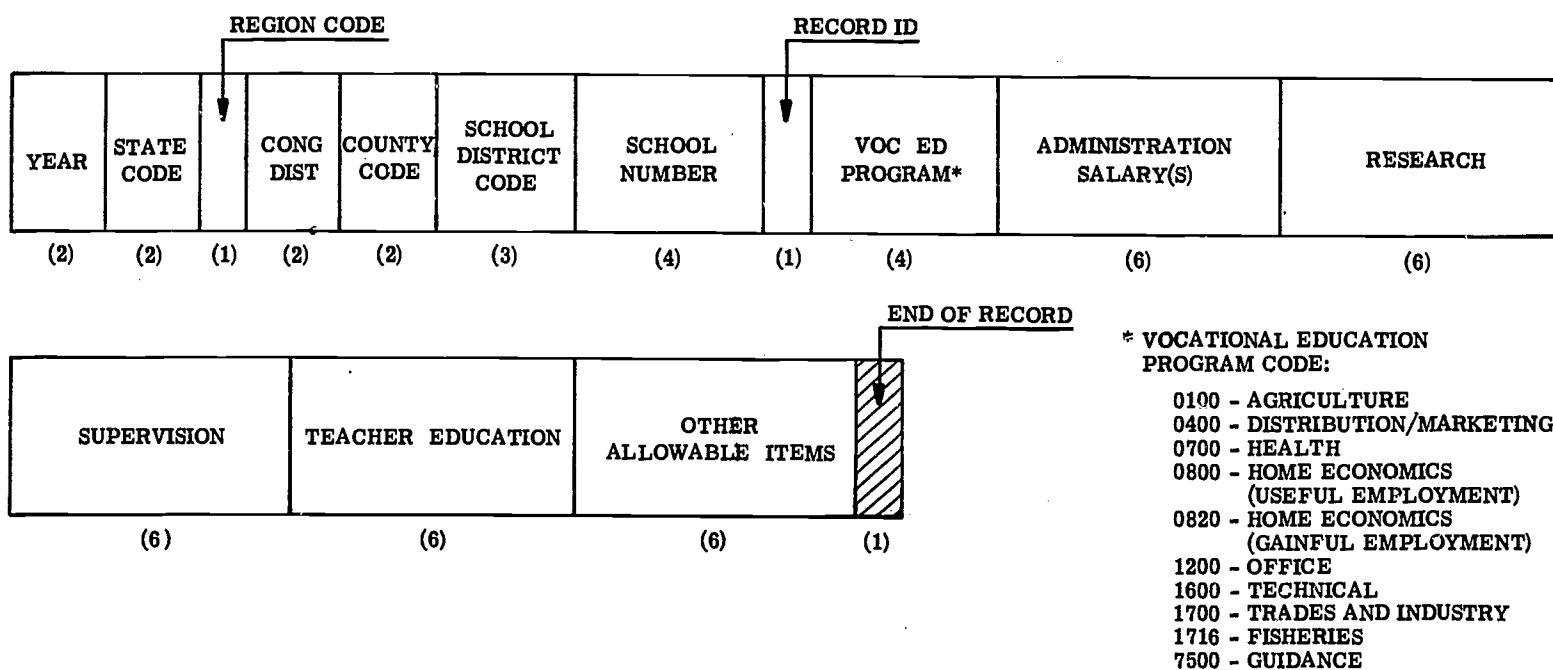 REGION CODE
RECORD ID
YEAR
STATE
CODE
CONG
DIST
COUNTY
CODE
SCHOOL
DISTRICT
CODE
SCHOOL
NUMBER
VOC ED
PROGRAM*
ADMINISTRATION
SALARY(S)
RESEARCH
(2)
(2)
(1)
(2)
(2)
(3)
(4)
(1)
(4)
(6)
(6)
END OF RECORD
SUPERVISION
TEACHER EDUCATION
OTHER
ALLOWABLE ITEMS
(6)
(6)
(6)
(1)
* VOCATIONAL EDUCATION
PROGRAM CODE:
0100 - AGRICULTURE
0400 - DISTRIBUTION/MARKETING
0700 - HEALTH
0800 - HOME ECONOMICS
(USEFUL EMPLOYMENT)
0820 - HOME ECONOMICS
(GAINFUL EMPLOYMENT)
1200 - OFFICE
1600 - TECHNICAL
1700 - TRADES AND INDUSTRY
1716 - FISHERIES
7500 - GUIDANCE